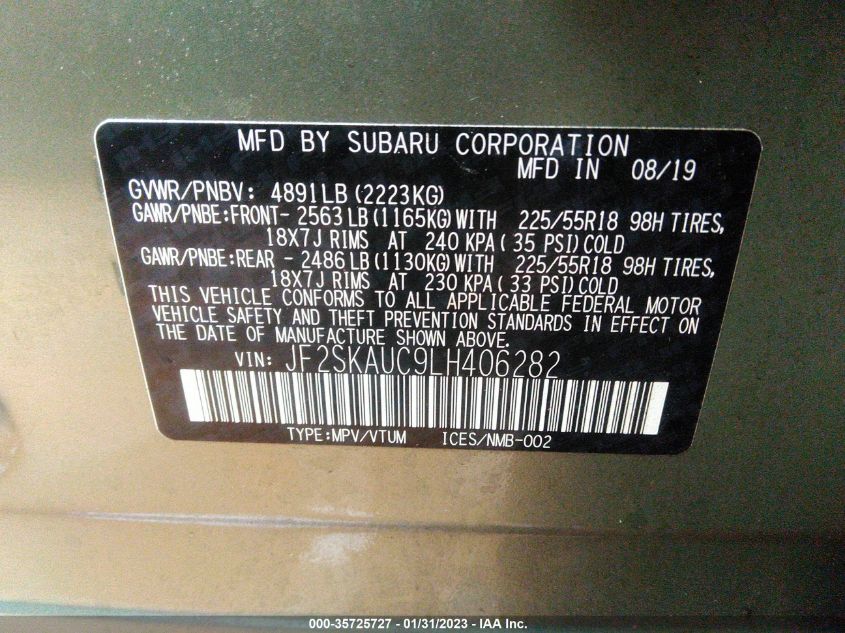 MFD BY SUBARU CORPORATION
MFD IN 08/19
GVWR/PNBV: 4891LB (2223KG)
GAWR/PNBE:FRONT- 2563 LB (1165KG) WITH 225/55R18 98H TIRES,
18X7J RIMS AT 240 KPA ( 35 PSI) COLD
GAWR/PNBE:REAR - 2486 LB (1130KG) WITH 225/55R18 98H TIRES,
18X7J RIMS AT 230 KPA ( 33 PSI) COLD
THIS VEHICLE CONFORMS TO ALL APPLICABLE FEDERAL MOTOR
VEHICLE SAFETY AND THEFT PREVENTION STANDARDS IN EFFECT ON
THE DATE OF MANUFACTURE SHOWN ABOVE.
VIN: JF2SKAUC9LH406282
TYPE:MPV/VTUM ICES/NMB-002
000-35725727 - 01/31/2023 - IAA Inc.